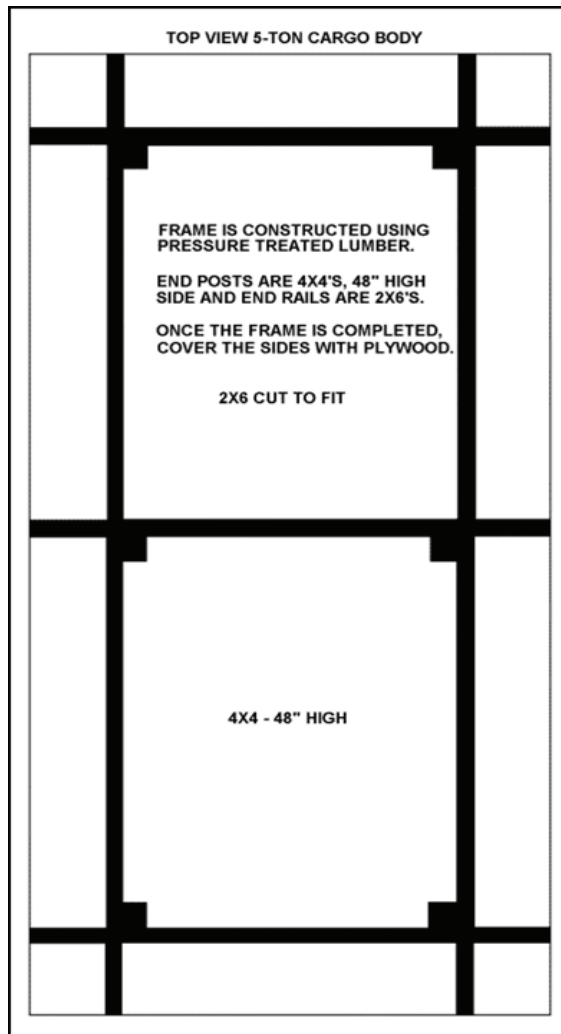 TOP VIEW 5-TON CARGO BODY
FRAME IS CONSTRUCTED USING
PRESSURE TREATED LUMBER.
END POSTS ARE 4X4'S, 48" HIGH
SIDE AND END RAILS ARE 2X6'S.
ONCE THE FRAME IS COMPLETED,
COVER THE SIDES WITH PLYWOOD.
2X6 CUT TO FIT
4X4 - 48" HIGH